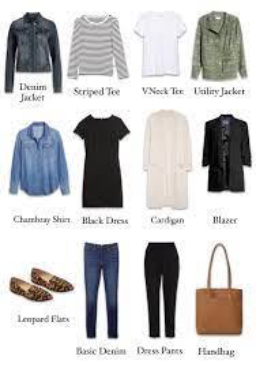 Denim
Jacket
Striped Tee
V.Neck Tee
Utility Jacket
Chambray Shirt
Black Dress
Cardigan
Blazer
Leopard Flats
Basic Denim
Dress Pants
Handbag